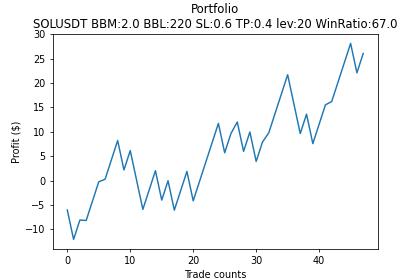 Portfolio
SOLUSDT BBM:2.0 BBL:220 SL:0.6 TP:0.4 lev:20 WinRatio:67.0
Profit ($)
30
25
20
15
10
5
0
−5
−10
0 10 20 30 40
Trade counts